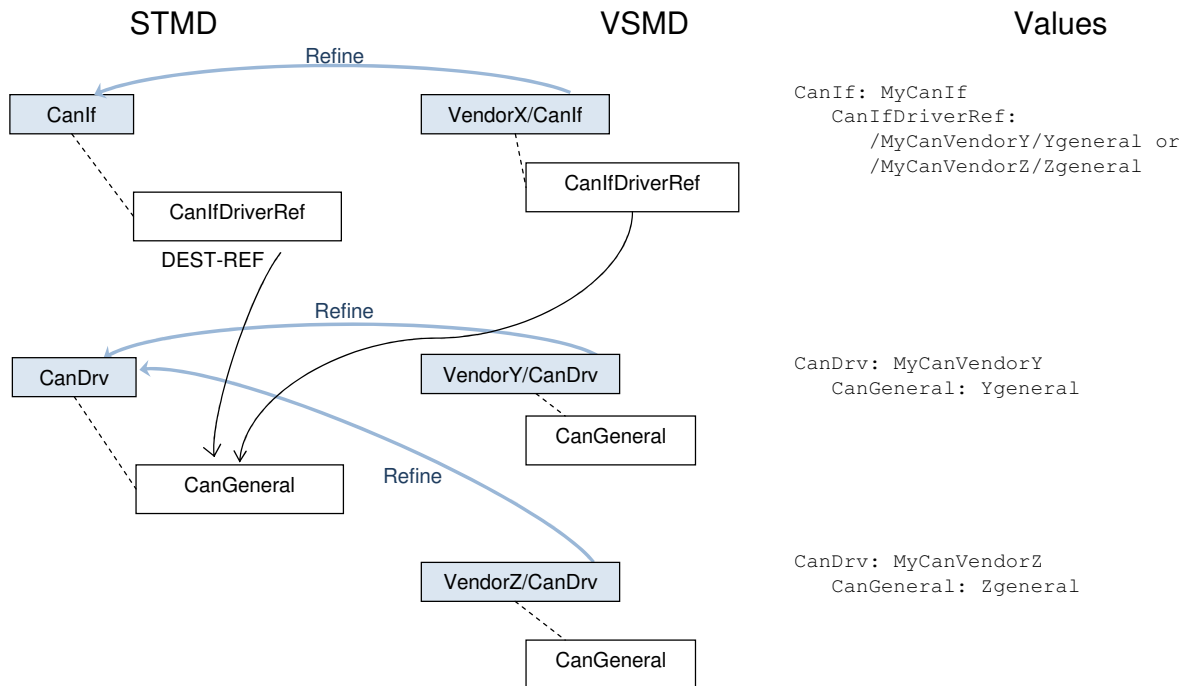 STMD
VSMD
Values
Refine
CanIf
VendorX/CanIf
CanIf: MyCanIf
CanIfDriverRef:
/MyCanVendorY/Ygeneral or
/MyCanVendorZ/Zgeneral
CanIfDriverRef
CanIfDriverRef
DEST-REF
Refine
CanDrv
VendorY/CanDrv
CanDrv: MyCanVendorY
CanGeneral: Ygeneral
CanGeneral
CanGeneral
Refine
VendorZ/CanDrv
CanDrv: MyCanVendorZ
CanGeneral: Zgeneral
CanGeneral